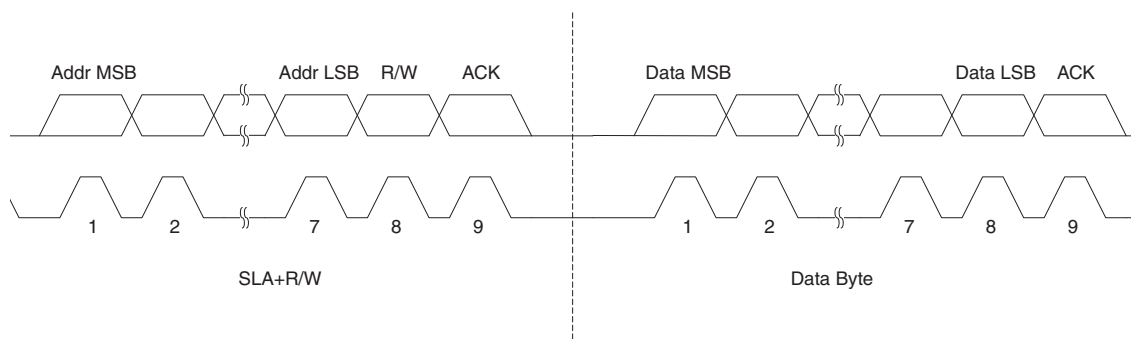 Addr MSB Addr LSB R/W ACK Data MSB Data LSB ACK
1 2 7 8 9 1 2 7 8 9
SLA+R/W Data Byte